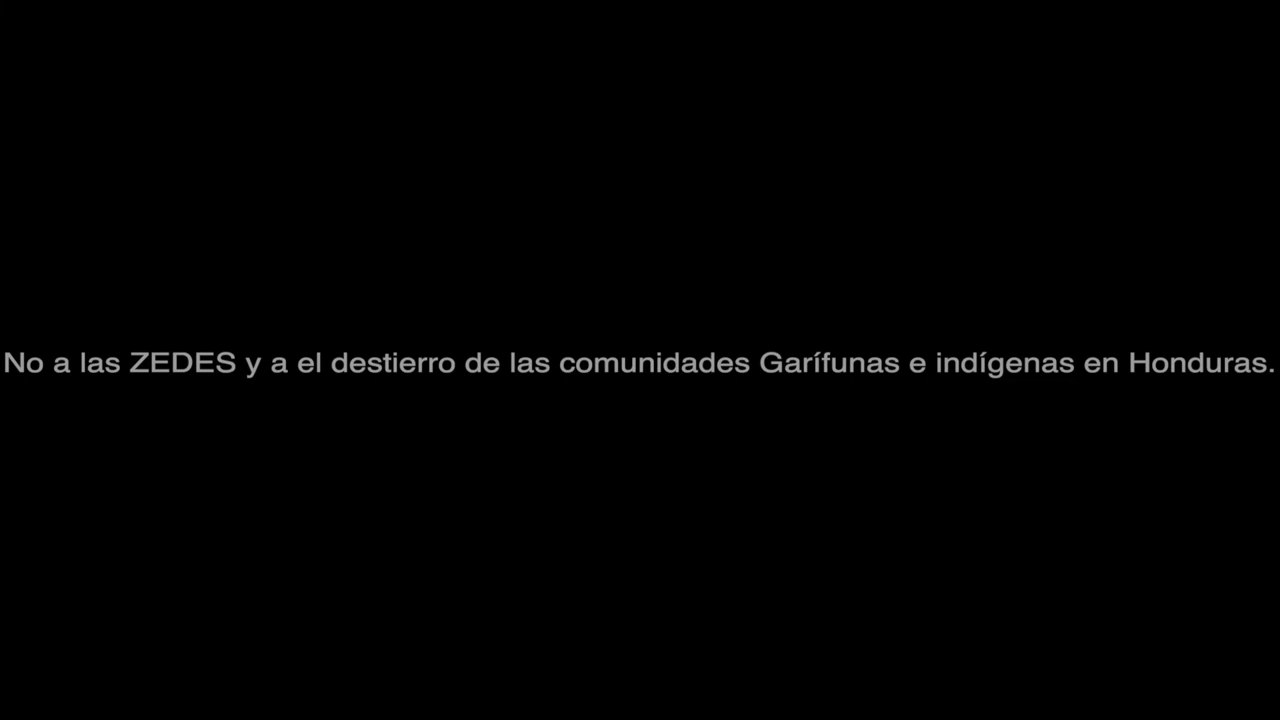 No a las ZEDES y a el destierro de las comunidades Garífunas e indígenas en Honduras.